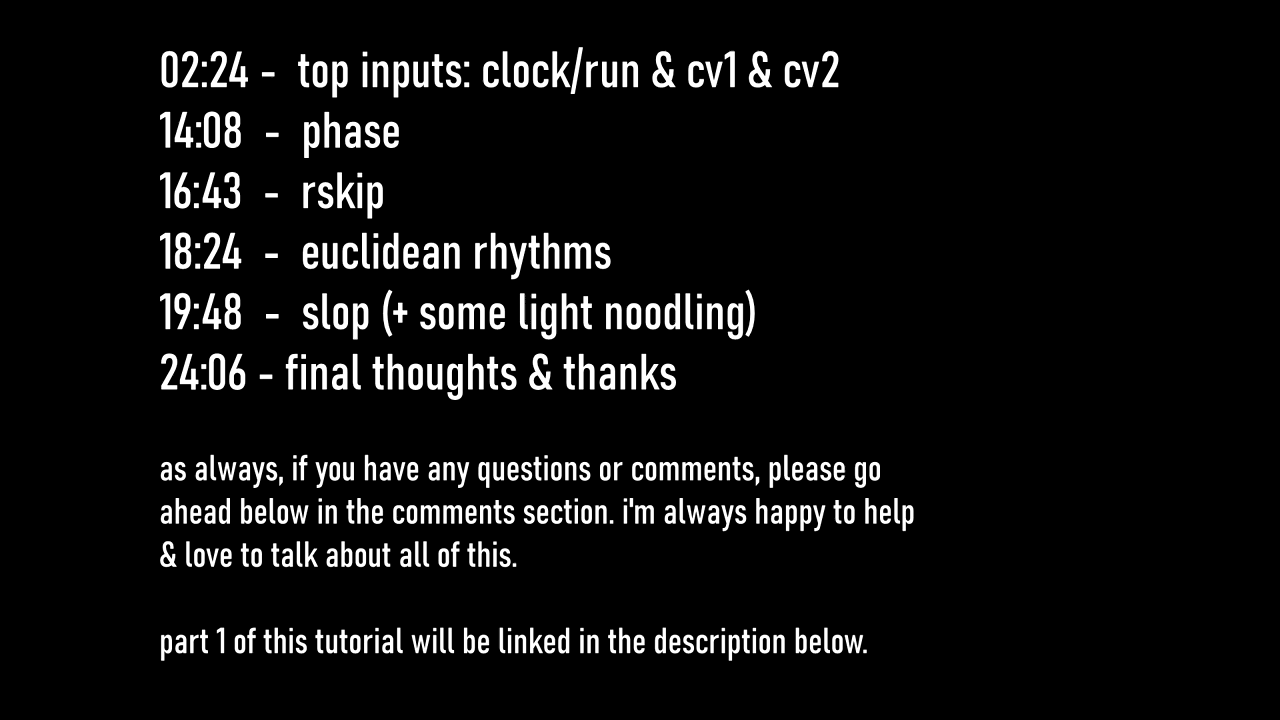 02:24 - top inputs: clock/run & cv1 & cv2
14:08 - phase
16:43 - rskip
18:24 - euclidean rhythms
19:48 - slop (+ some light noodling)
24:06 - final thoughts & thanks
as always, if you have any questions or comments, please go
ahead below in the comments section. i'm always happy to help
& love to talk about all of this.
part 1 of this tutorial will be linked in the description below.